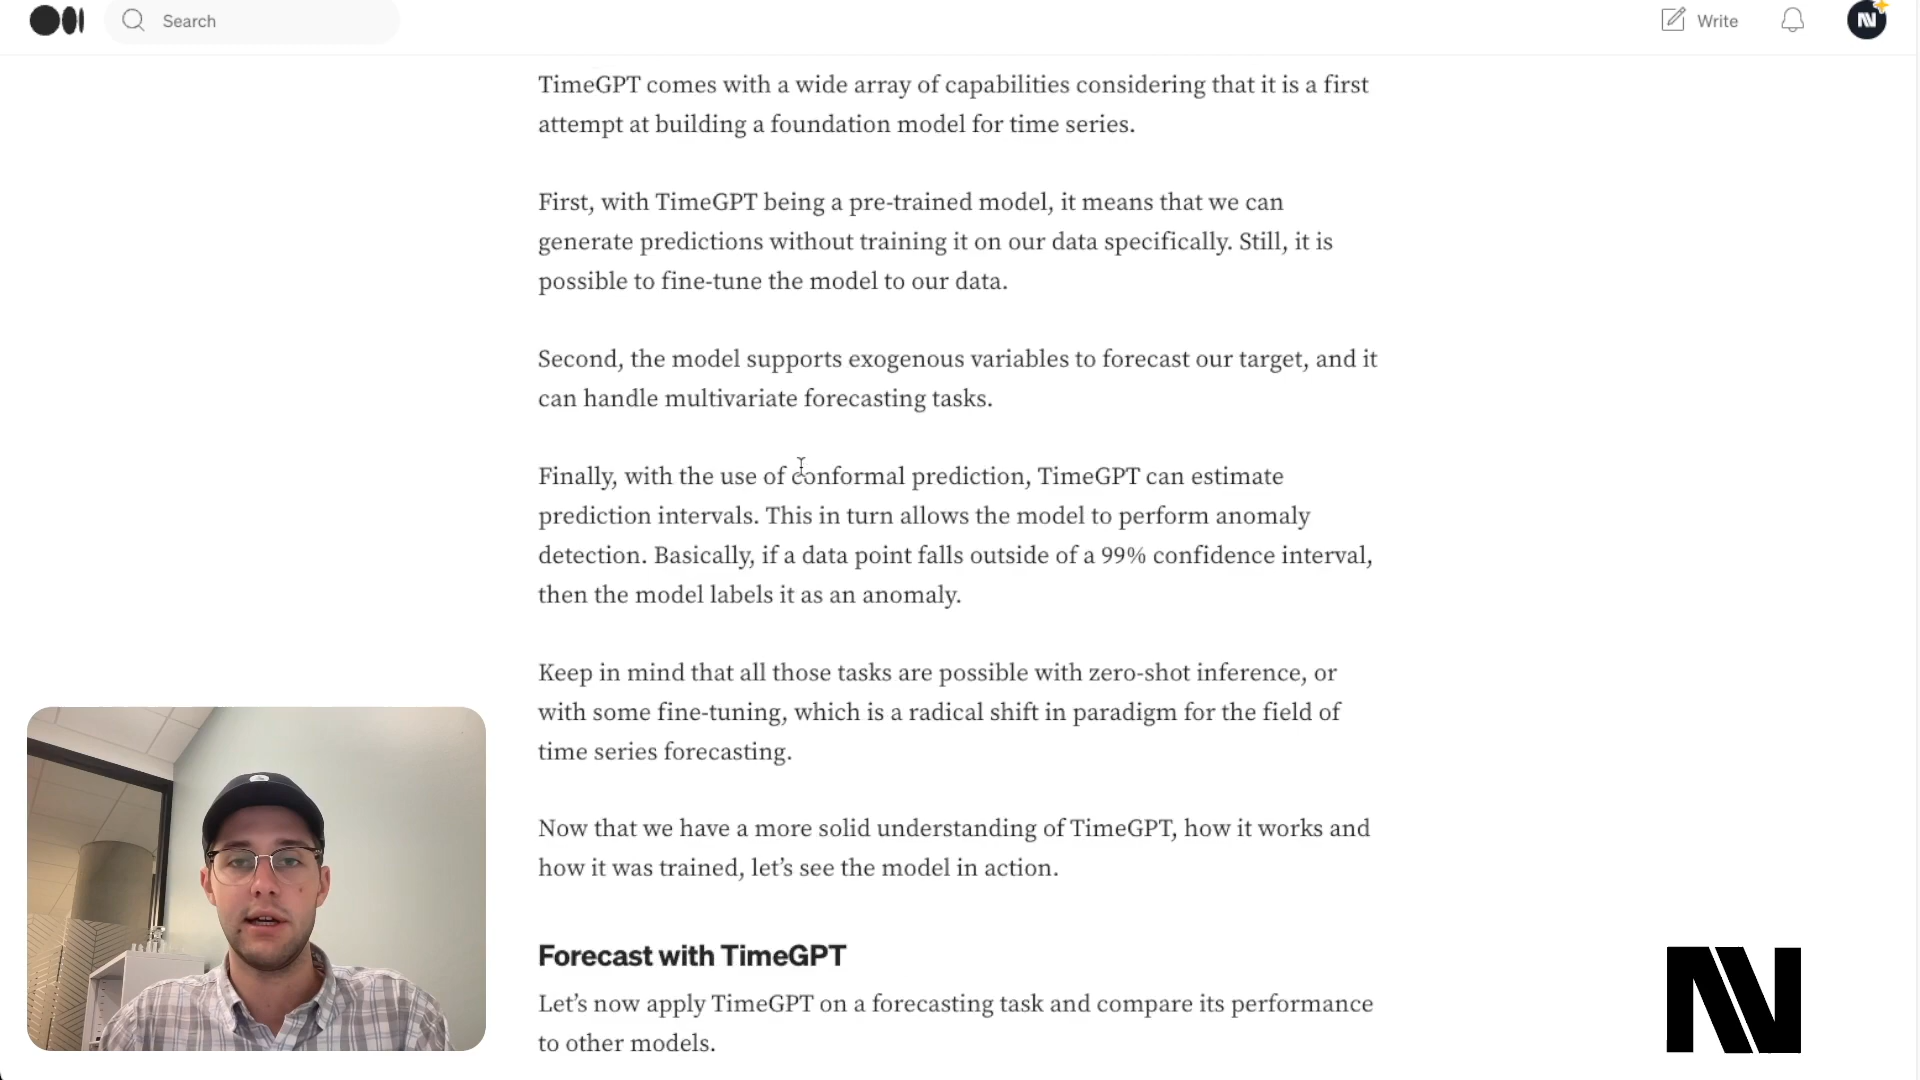 Search
Write
TimeGPT comes with a wide array of capabilities considering that it is a first
attempt at building a foundation model for time series.
First, with TimeGPT being a pre-trained model, it means that we can
generate predictions without training it on our data specifically. Still, it is
possible to fine-tune the model to our data.
Second, the model supports exogenous variables to forecast our target, and it
can handle multivariate forecasting tasks.
Finally, with the use of conformal prediction, TimeGPT can estimate
prediction intervals. This in turn allows the model to perform anomaly
detection. Basically, if a data point falls outside of a 99% confidence interval,
then the model labels it as an anomaly.
Keep in mind that all those tasks are possible with zero-shot inference, or
with some fine-tuning, which is a radical shift in paradigm for the field of
time series forecasting.
Now that we have a more solid understanding of TimeGPT, how it works and
how it was trained, let’s see the model in action.
Forecast with TimeGPT
Let’s now apply TimeGPT on a forecasting task and compare its performance
to other models.